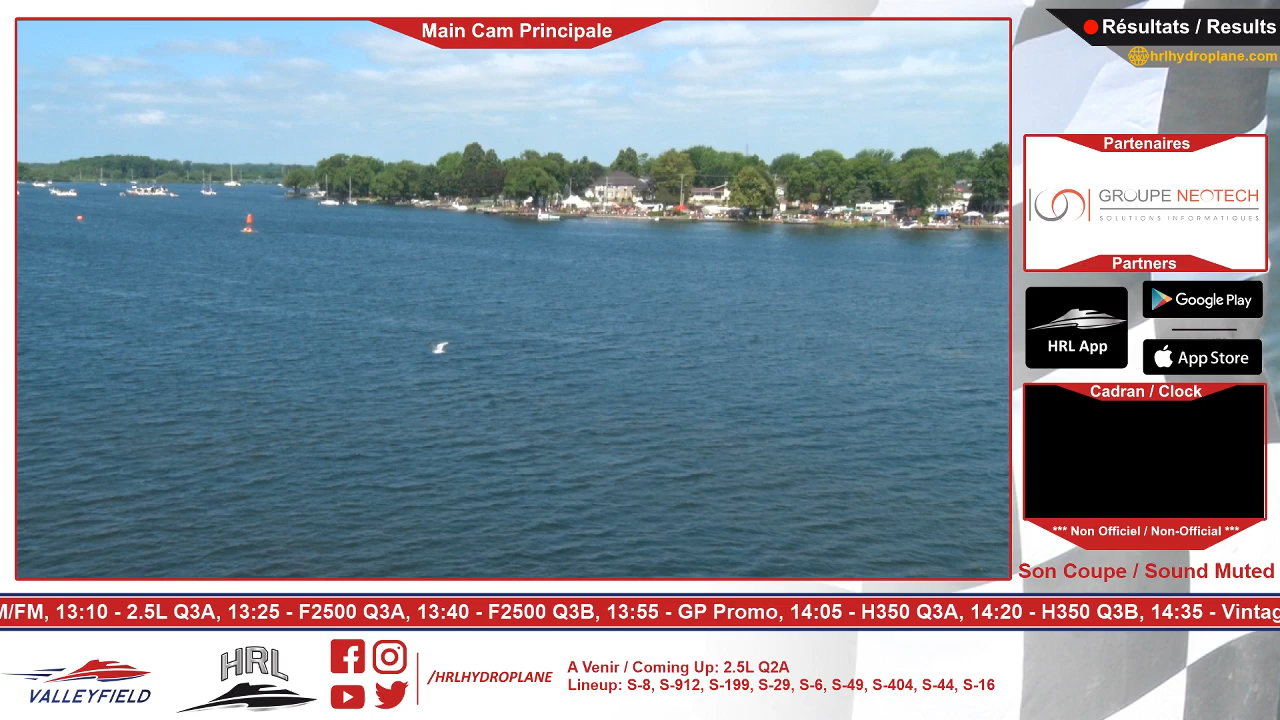 Main Cam Principale
Résultats / Results
hrlhydroplane.com
Partenaires
GROUPE NEOTECH
SOLUTIONS INFORMATIQUES
Partners
HRL App
Google Play
App Store
Cadran / Clock
*** Non Officiel / Non-Official ***
Son Coupe / Sound Muted
M/FM, 13:10 - 2.5L Q3A, 13:25 - F2500 Q3A, 13:40 - F2500 Q3B, 13:55 - GP Promo, 14:05 - H350 Q3A, 14:20 - H350 Q3B, 14:35 - Vintag
VALLEYFIELD
HRL
/HRLHYDROPLANE
A Venir / Coming Up: 2.5L Q2A
Lineup: S-8, S-912, S-199, S-29, S-6, S-49, S-404, S-44, S-16